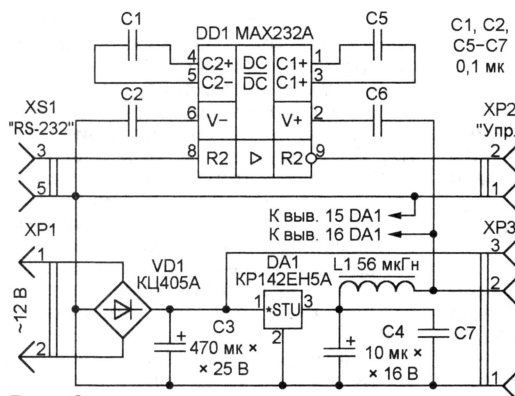 C1
DD1 MAX232A
C5
C1, C2,
C5–C7
0,1 мк
4
C2+
DC
C1+
1
5
C2–
DC
C1+
3
C2
6
V–
V+
2
C6
XS1
"RS-232"
XP2
"Упр.
3
8
R2
R2
9
2
5
1
К выв. 15 DA1
К выв. 16 DA1
XP1
XP3
1
VD1
КЦ405А
DA1
КР142ЕН5А
L1 56 мкГн
3
~12 В
1
*STU
3
2
2
C3
470 мк ×
× 25 В
2
C4
10 мк ×
× 16 В
C7
1